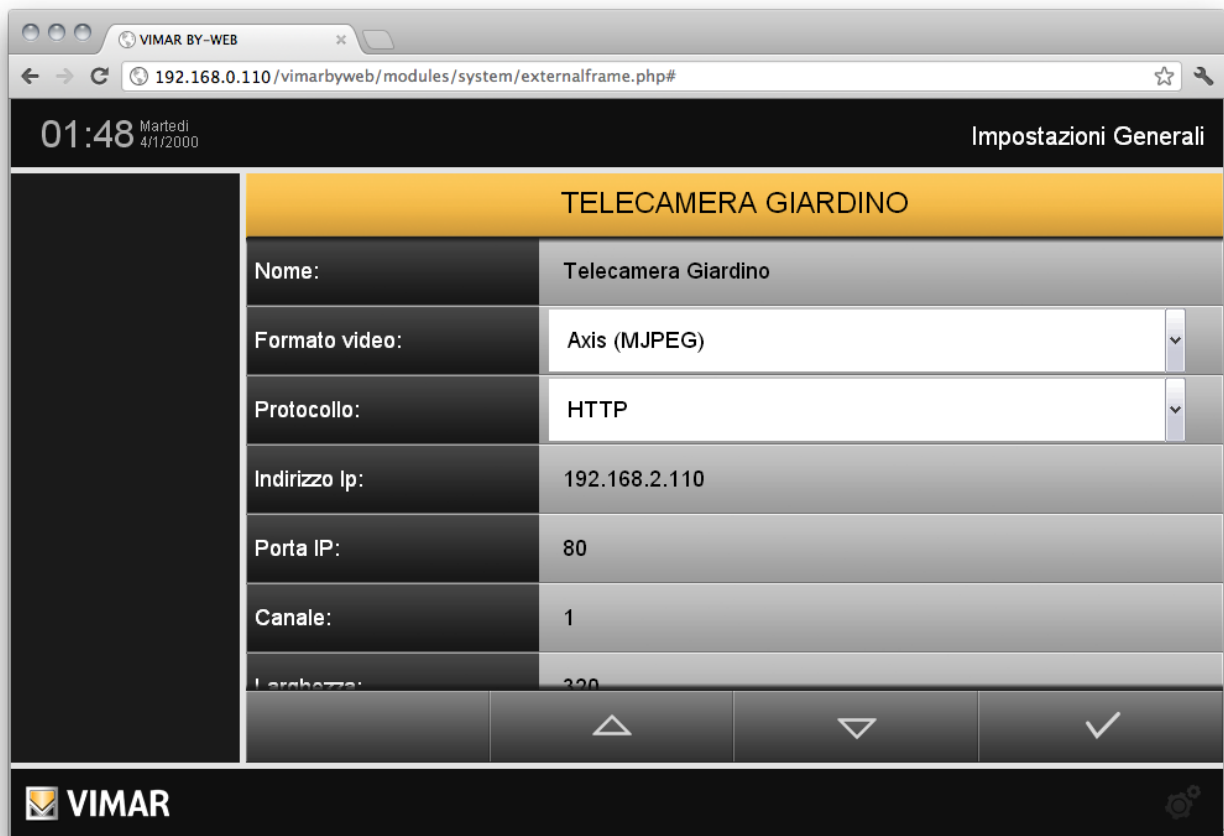 VIMAR BY-WEB
192.168.0.110/vimarbyweb/modules/system/externalframe.php#
01:48 Martedì 4/1/2000
Impostazioni Generali
TELECAMERA GIARDINO
Nome: Telecamera Giardino
Formato video: Axis (MJPEG)
Protocollo: HTTP
Indirizzo Ip: 192.168.2.110
Porta IP: 80
Canale: 1
Larghezza: 320
VIMAR